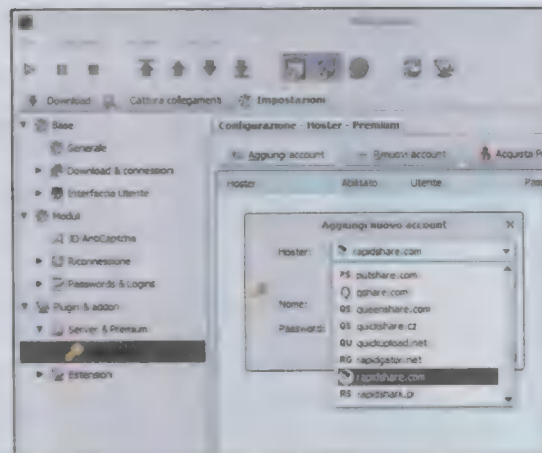 Download
Cattura collegamenti
Impostazioni
Base
Generale
Download & connessioni
Interfaccia Utente
Moduli
JD AntiCaptcha
Riconnessione
Passwords & Logins
Plugin & addon
Server & Premium
Estensioni
Configurazione - Hoster - Premium
Aggiungi account
Rimuovi account
Acquista
Hoster
Abilitato
Utente
Aggiungi nuovo account
Hoster:
rapidshare.com
PS putshare.com
qshare.com
QS queenshare.com
QS quickshare.cz
QU quickupload.net
RG rapidgator.net
rapidshare.com
RS rapidshark.pl
Nome:
Password: